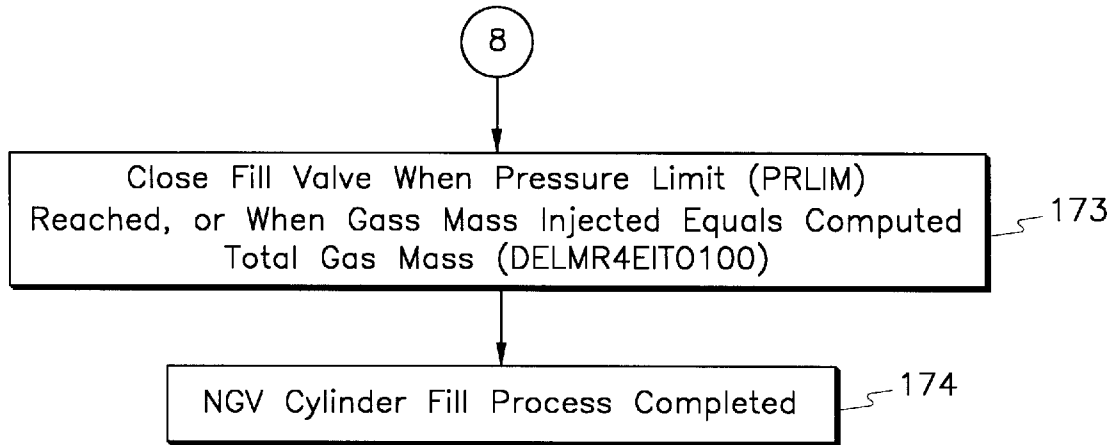 8
Close Fill Valve When Pressure Limit (PRLIM)
Reached, or When Gass Mass Injected Equals Computed
Total Gas Mass (DELMR4EITO100)
173
NGV Cylinder Fill Process Completed
174